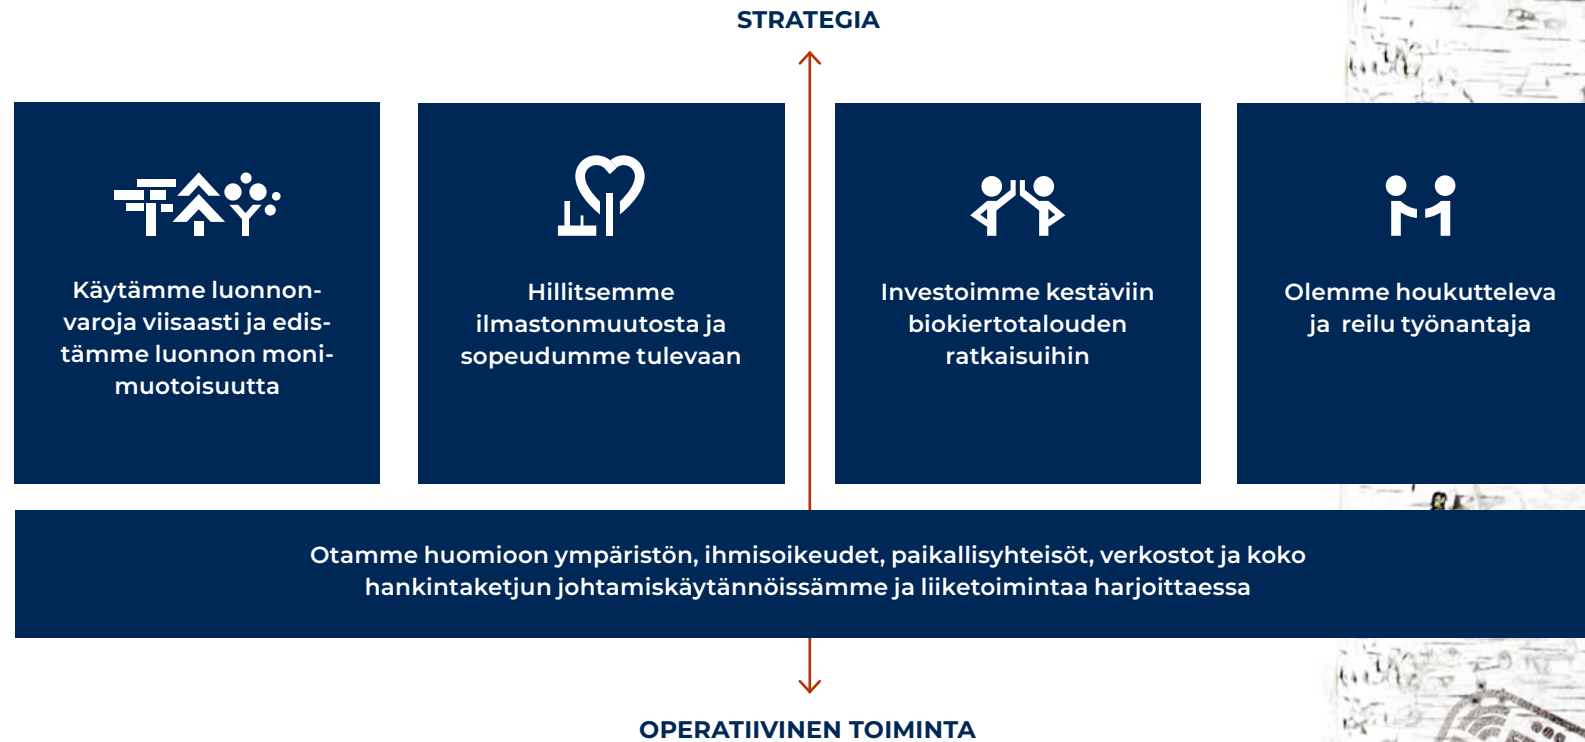 STRATEGIA
Käytämme luonnon-
varoja viisaasti ja edis-
tämme luonnon moni-
muotoisuutta
Hillitsemme
ilmastonmuutosta ja
sopeudumme tulevaan
Investoimme kestäviin
biokiertotalouden
ratkaisuihin
Olemme houkutteleva
ja reilu työnantaja
Otamme huomioon ympäristön, ihmisoikeudet, paikallisyhteisöt, verkostot ja koko
hankintaketjun johtamiskäytännöissämme ja liiketoimintaa harjoittaessa
OPERATIIVINEN TOIMINTA